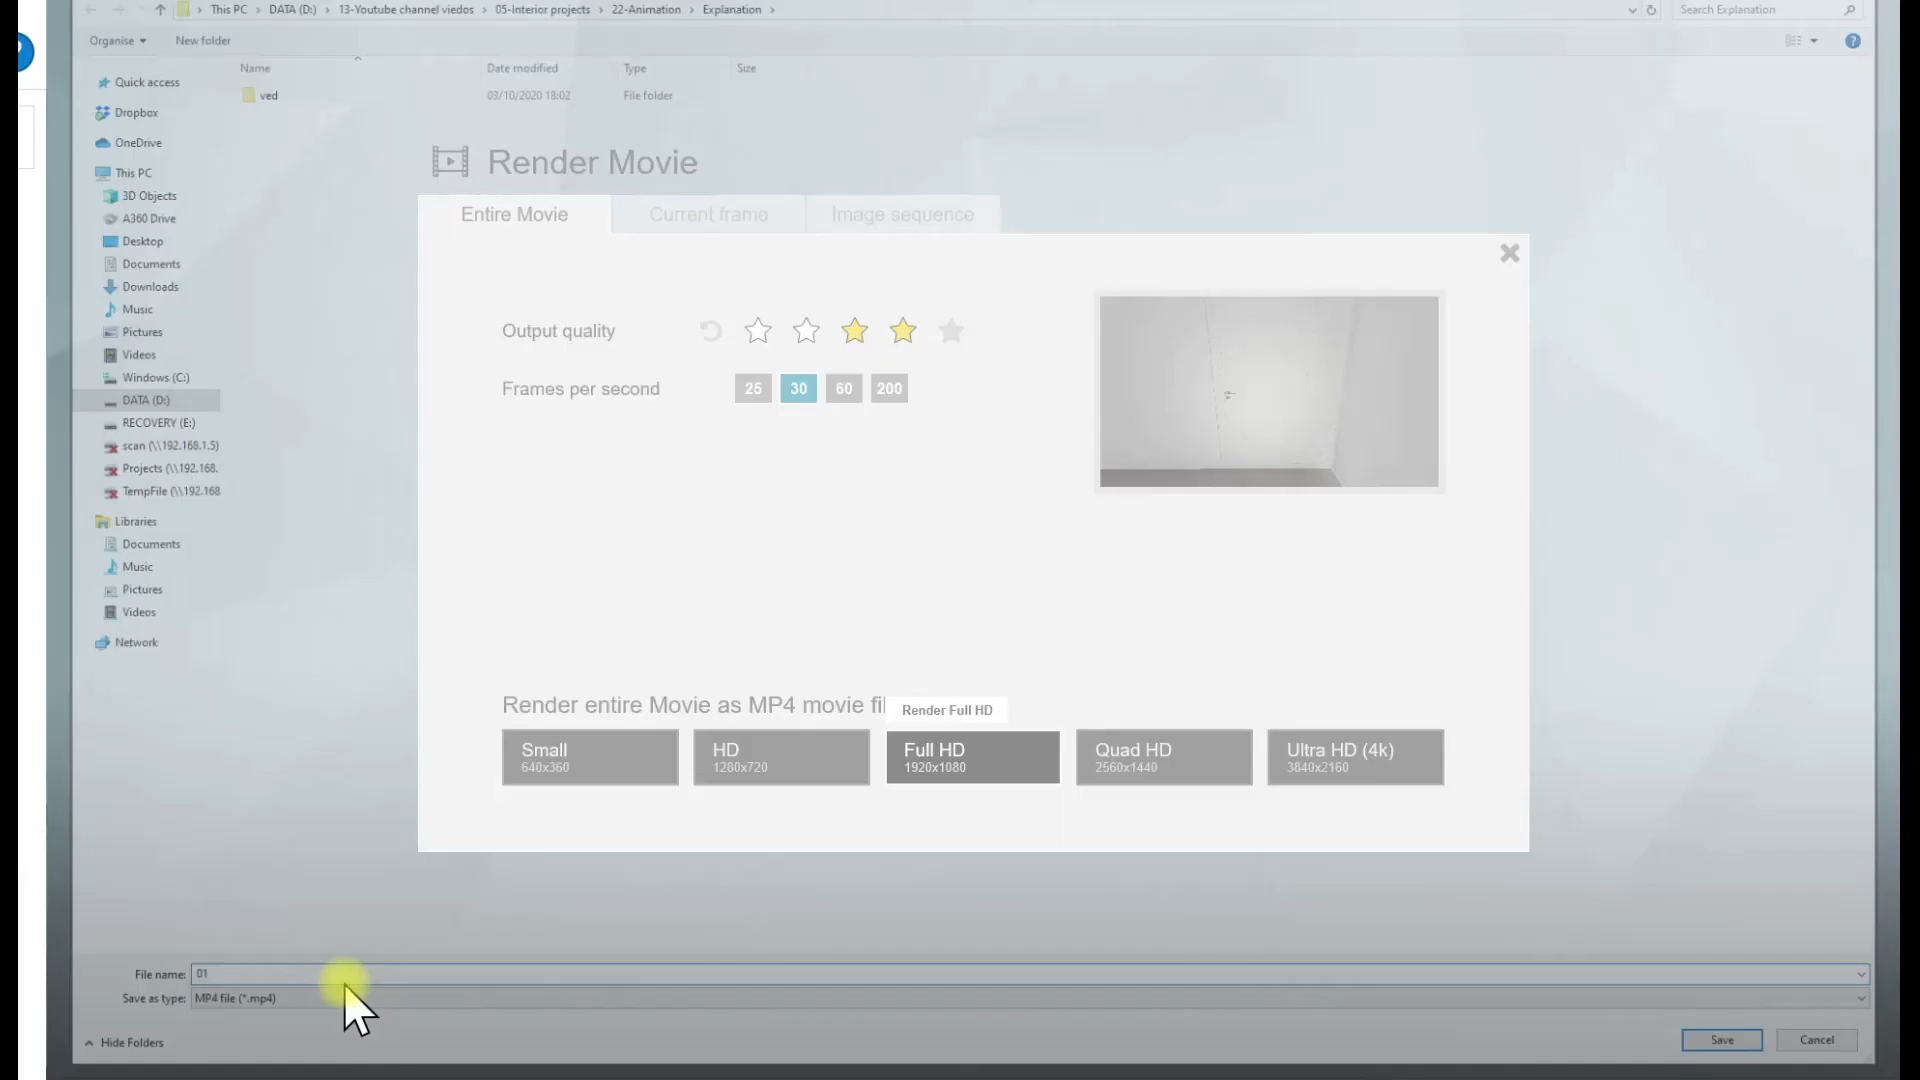 This PC > DATA (D:) > 13-Youtube channel viedos > 05-Interior projects > 22-Animation > Explanation >
Search Explanation
Organise
New folder
Name
Date modified
Type
Size
ved
03/10/2020 18:02
File folder
Quick access
Dropbox
OneDrive
This PC
3D Objects
A360 Drive
Desktop
Documents
Downloads
Music
Pictures
Videos
Windows (C:)
DATA (D:)
RECOVERY (E:)
scan (\\192.168.1.5)
Projects (\\192.168.
TempFile (\\192.168
Libraries
Documents
Music
Pictures
Videos
Network
Render Movie
Entire Movie
Current frame
Image sequence
Output quality
Frames per second
25
30
60
200
Render entire Movie as MP4 movie fi
Render Full HD
Small
640x360
HD
1280x720
Full HD
1920x1080
Quad HD
2560x1440
Ultra HD (4k)
3840x2160
File name: 01
Save as type: MP4 file (*.mp4)
Hide Folders
Save
Cancel